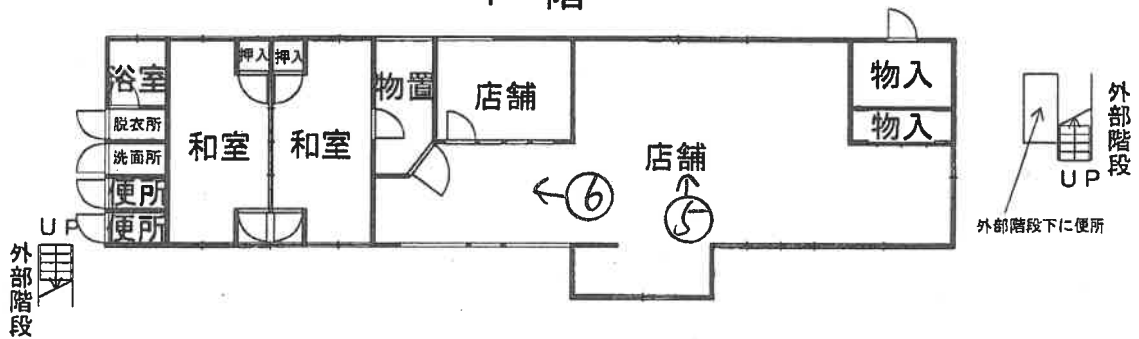 階
浴室
押入
押入
物置
店舗
物入
脱衣所
和室
和室
物入
洗面所
店舗
便所
⑥
⑤
便所
UP
外部階段
UP
外部階段
外部階段下に便所